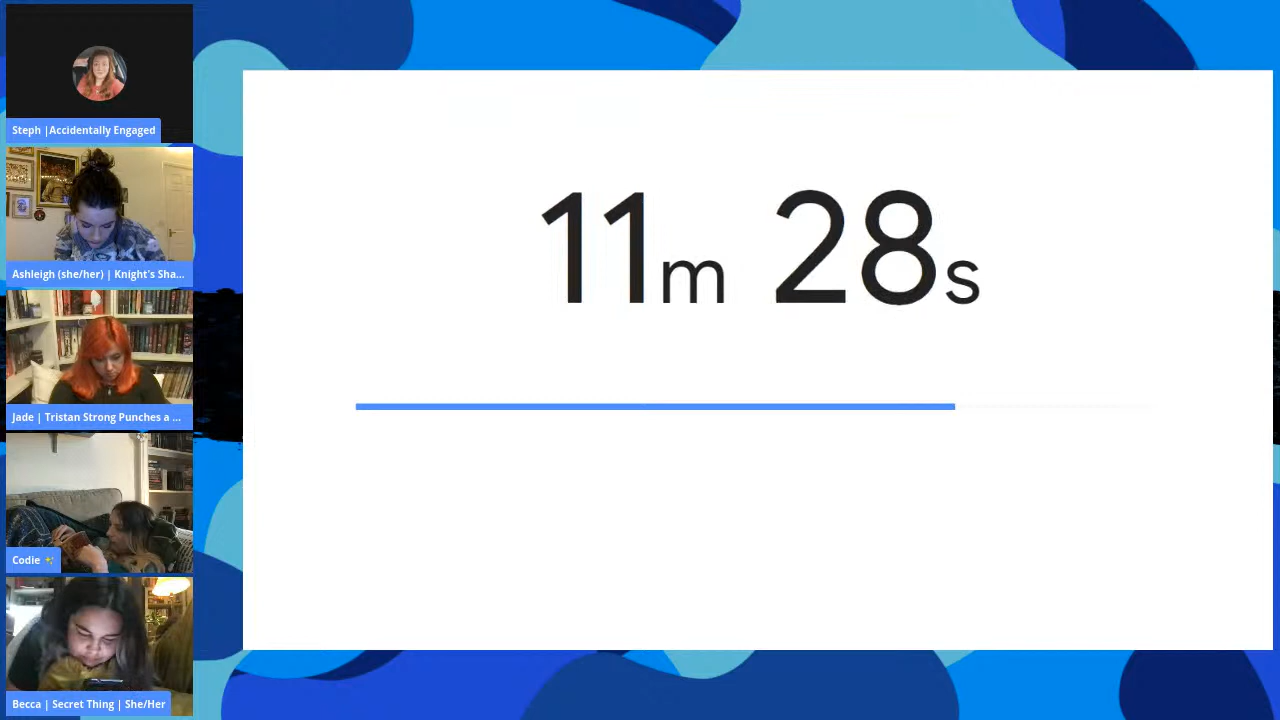 Steph |Accidentally Engaged
Ashleigh (she/her) | Knight's Sha...
Jade | Tristan Strong Punches a ...
Codie ✨
Becca | Secret Thing | She/Her
11m 28s